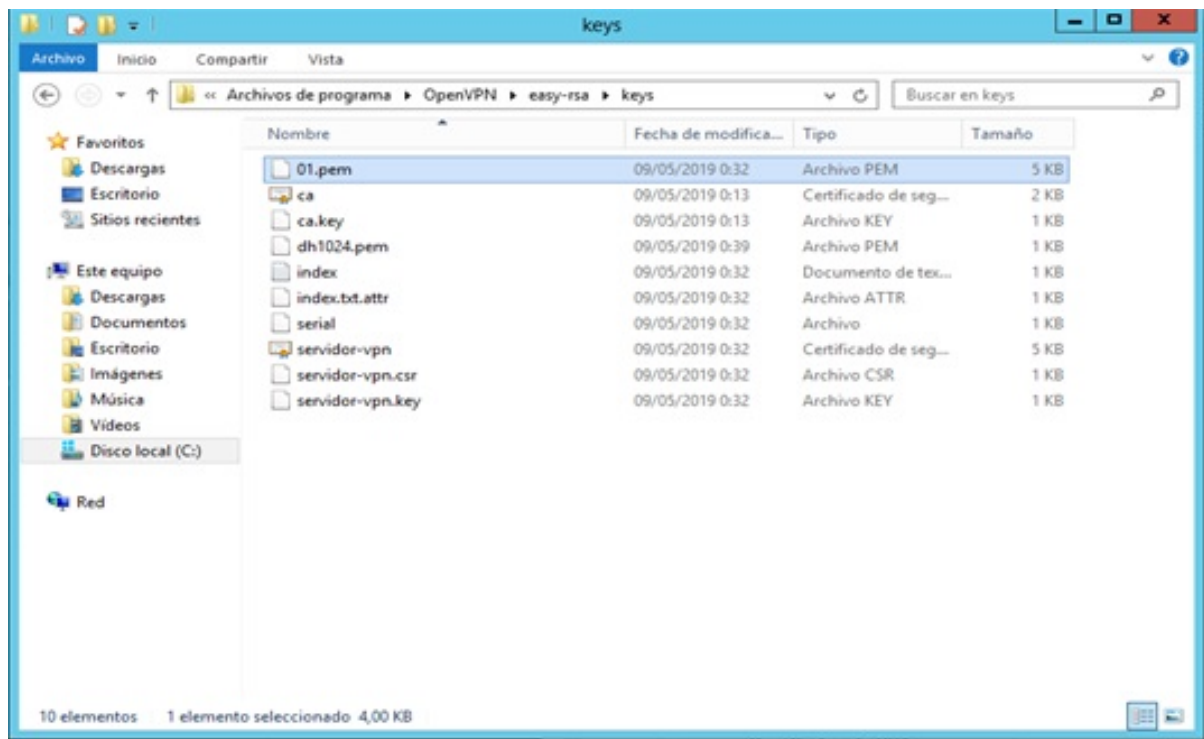 keys
Archivo Inicio Compartir Vista
« Archivos de programa OpenVPN easy-rsa keys Buscar en keys
Favoritos
Descargas
Escritorio
Sitios recientes
Este equipo
Descargas
Documentos
Escritorio
Imágenes
Música
Vídeos
Disco local (C:)
Red
Nombre Fecha de modifica... Tipo Tamaño
01.pem 09/05/2019 0:32 Archivo PEM 5 KB
ca 09/05/2019 0:13 Certificado de seg... 2 KB
ca.key 09/05/2019 0:13 Archivo KEY 1 KB
dh1024.pem 09/05/2019 0:39 Archivo PEM 1 KB
index 09/05/2019 0:32 Documento de tex... 1 KB
index.txt.attr 09/05/2019 0:32 Archivo ATTR 1 KB
serial 09/05/2019 0:32 Archivo 1 KB
servidor-vpn 09/05/2019 0:32 Certificado de seg... 5 KB
servidor-vpn.csr 09/05/2019 0:32 Archivo CSR 1 KB
servidor-vpn.key 09/05/2019 0:32 Archivo KEY 1 KB
10 elementos 1 elemento seleccionado 4,00 KB